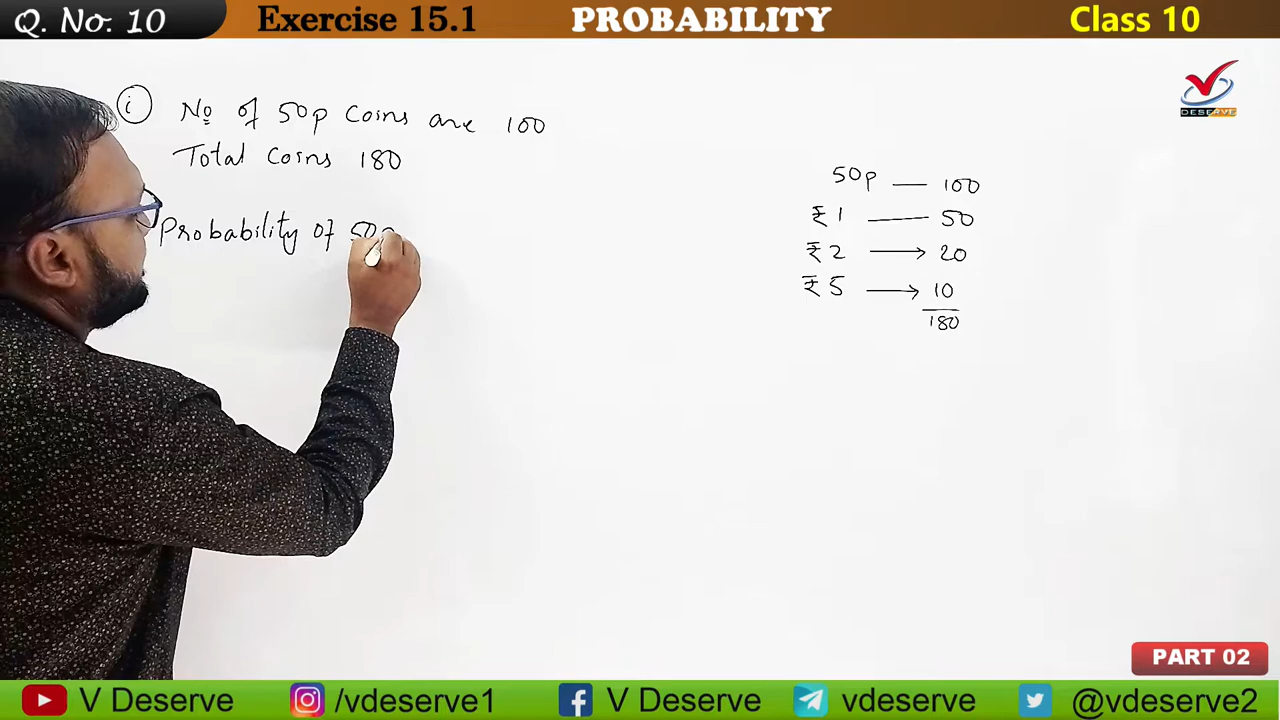 Q. No. 10
Exercise 15.1
PROBABILITY
Class 10
DESERVE
i No of 50p Coins are 100
Total Coins 180
Probability of 50p
50p — 100
₹ 1 — 50
₹ 2 → 20
₹ 5 → 10
180
PART 02
V Deserve
/vdeserve1
V Deserve
vdeserve
@vdeserve2